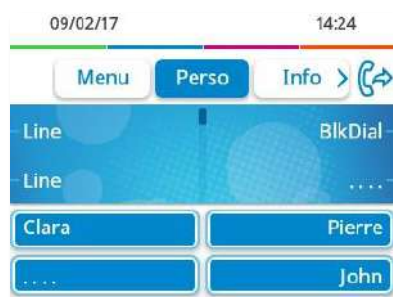 09/02/17 14:24
Menu Perso Info >
Line BlkDial
Line ....
Clara Pierre
.... John